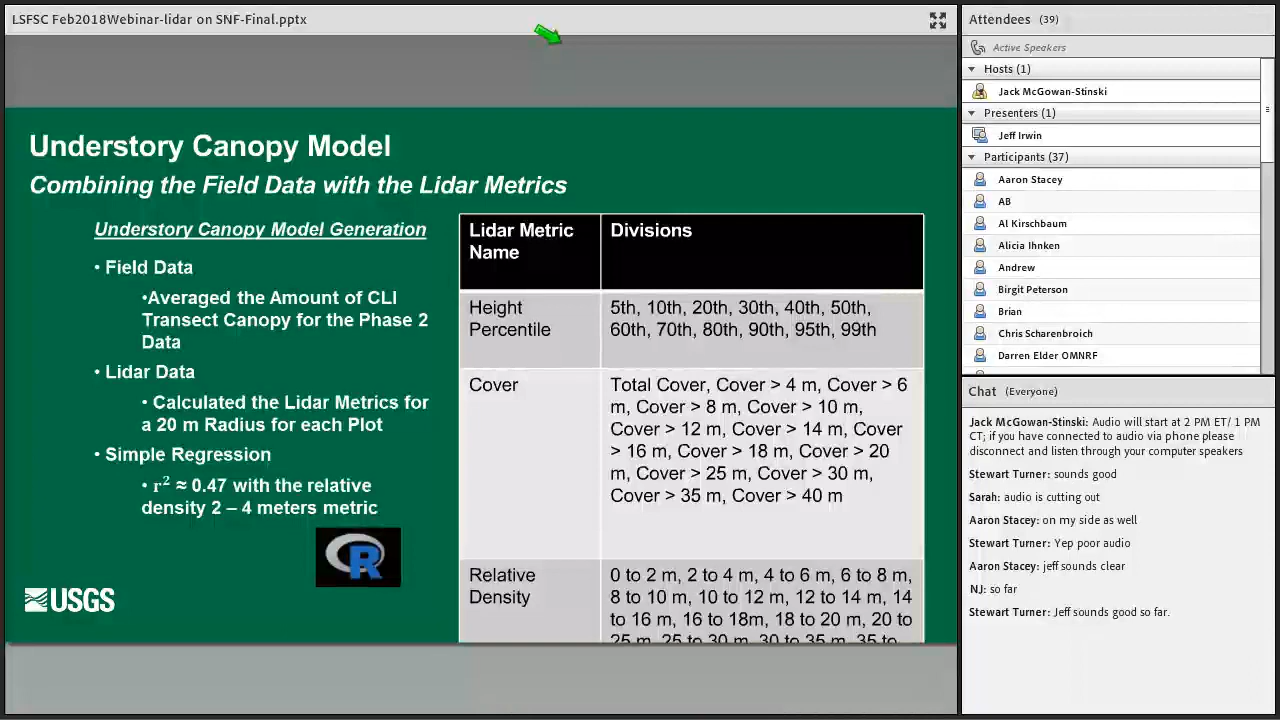 LSFSC Feb2018Webinar-lidar on SNF-Final.pptx
Understory Canopy Model
Combining the Field Data with the Lidar Metrics
Understory Canopy Model Generation
• Field Data
•Averaged the Amount of CLI
Transect Canopy for the Phase 2
Data
• Lidar Data
• Calculated the Lidar Metrics for
a 20 m Radius for each Plot
• Simple Regression
• r² ≈ 0.47 with the relative
density 2 – 4 meters metric
R
USGS
Lidar Metric
Name
Divisions
Height
Percentile
5th, 10th, 20th, 30th, 40th, 50th,
60th, 70th, 80th, 90th, 95th, 99th
Cover
Total Cover, Cover > 4 m, Cover > 6
m, Cover > 8 m, Cover > 10 m,
Cover > 12 m, Cover > 14 m, Cover
> 16 m, Cover > 18 m, Cover > 20
m, Cover > 25 m, Cover > 30 m,
Cover > 35 m, Cover > 40 m
Relative
Density
0 to 2 m, 2 to 4 m, 4 to 6 m, 6 to 8 m,
8 to 10 m, 10 to 12 m, 12 to 14 m, 14
to 16 m, 16 to 18m, 18 to 20 m, 20 to
25 m, 25 to 30 m, 30 to 35 m, 35 to
Attendees (39)
Active Speakers
Hosts (1)
Jack McGowan-Stinski
Presenters (1)
Jeff Irwin
Participants (37)
Aaron Stacey
AB
Al Kirschbaum
Alicia Ihnken
Andrew
Birgit Peterson
Brian
Chris Scharenbroich
Darren Elder OMNRF
Chat (Everyone)
Jack McGowan-Stinski: Audio will start at 2 PM ET/ 1 PM
CT; if you have connected to audio via phone please
disconnect and listen through your computer speakers
Stewart Turner: sounds good
Sarah: audio is cutting out
Aaron Stacey: on my side as well
Stewart Turner: Yep poor audio
Aaron Stacey: jeff sounds clear
NJ: so far
Stewart Turner: Jeff sounds good so far.